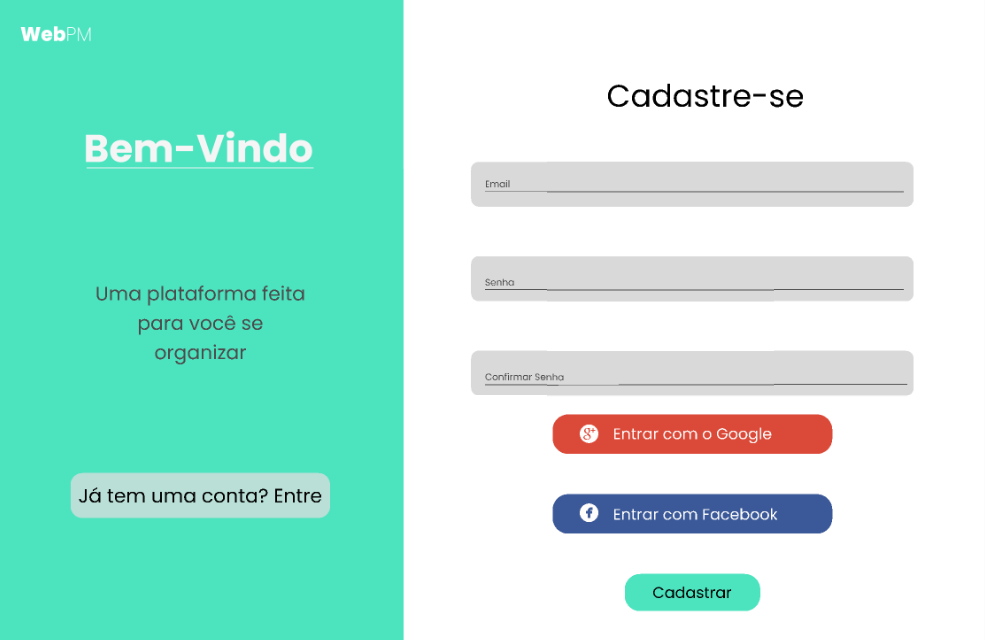 WebPM
Bem-Vindo
Uma plataforma feita
para você se
organizar
Já tem uma conta? Entre
Cadastre-se
Email
Senha
Confirmar Senha
g+ Entrar com o Google
f Entrar com Facebook
Cadastrar